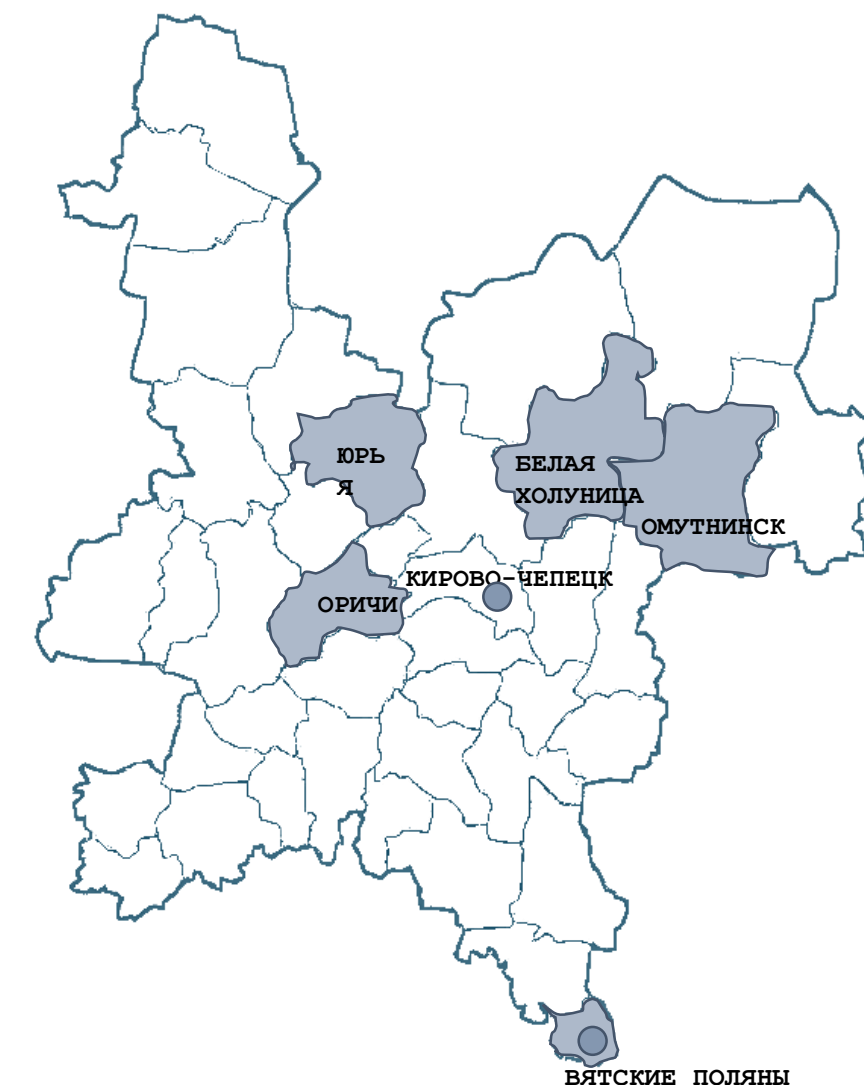 ЮРЬ
Я
БЕЛАЯ
ХОЛУНИЦА
ОМУТНИНСК
КИРОВО-ЧЕПЕЦК
ОРИЧИ
ВЯТСКИЕ ПОЛЯНЫ